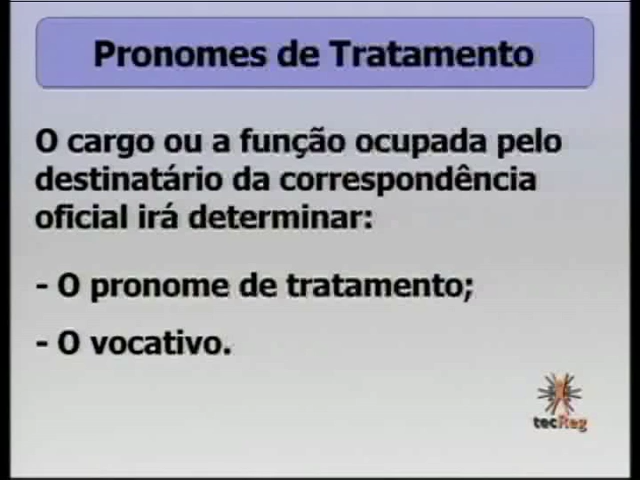 Pronomes de Tratamento
O cargo ou a função ocupada pelo
destinatário da correspondência
oficial irá determinar:
- O pronome de tratamento;
- O vocativo.
tecReg